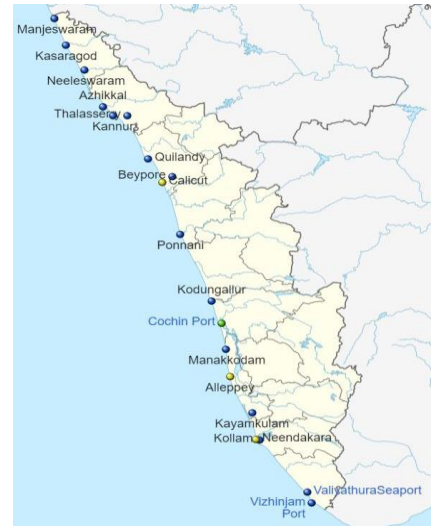 Manjeswaram
Kasaragod
Neeleswaram
Azhikkal
Thalassery
Kannur
Quilandy
Beypore
Calicut
Ponnani
Kodungallur
Cochin Port
Manakkodam
Alleppey
Kayamkulam
Kollam Neendakara
ValiyathuraSeaport
Vizhinjam
Port